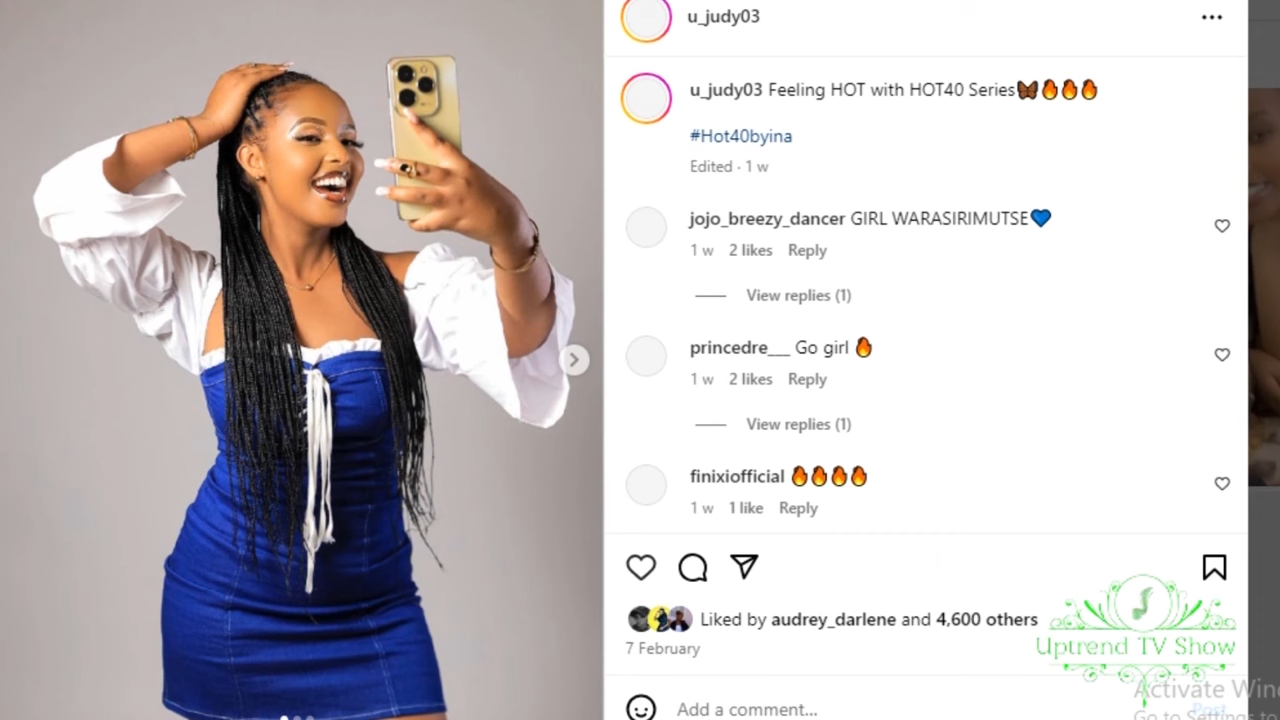 u_judy03
u_judy03 Feeling HOT with HOT40 Series🦋🔥🔥🔥
#Hot40byina
Edited · 1 w
jojo_breezy_dancer GIRL WARASIRIMUTSE💙
1 w 2 likes Reply
View replies (1)
princedre___ Go girl 🔥
1 w 2 likes Reply
View replies (1)
finixiofficial 🔥🔥🔥🔥
1 w 1 like Reply
Liked by audrey_darlene and 4,600 others
7 February
Uptrend TV Show
Activate Win
Add a comment...
Post
Go to Settings to